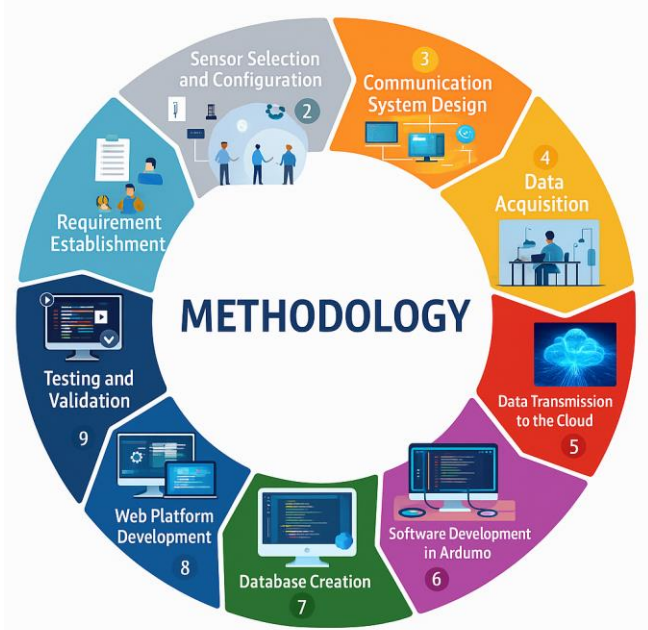 METHODOLOGY
Requirement
Establishment
Sensor Selection
and Configuration
2
3
Communication
System Design
4
Data
Acquisition
Data Transmission
to the Cloud
5
Software Development
in Ardumo
6
Database Creation
7
Web Platform
Development
8
Testing and
Validation
9